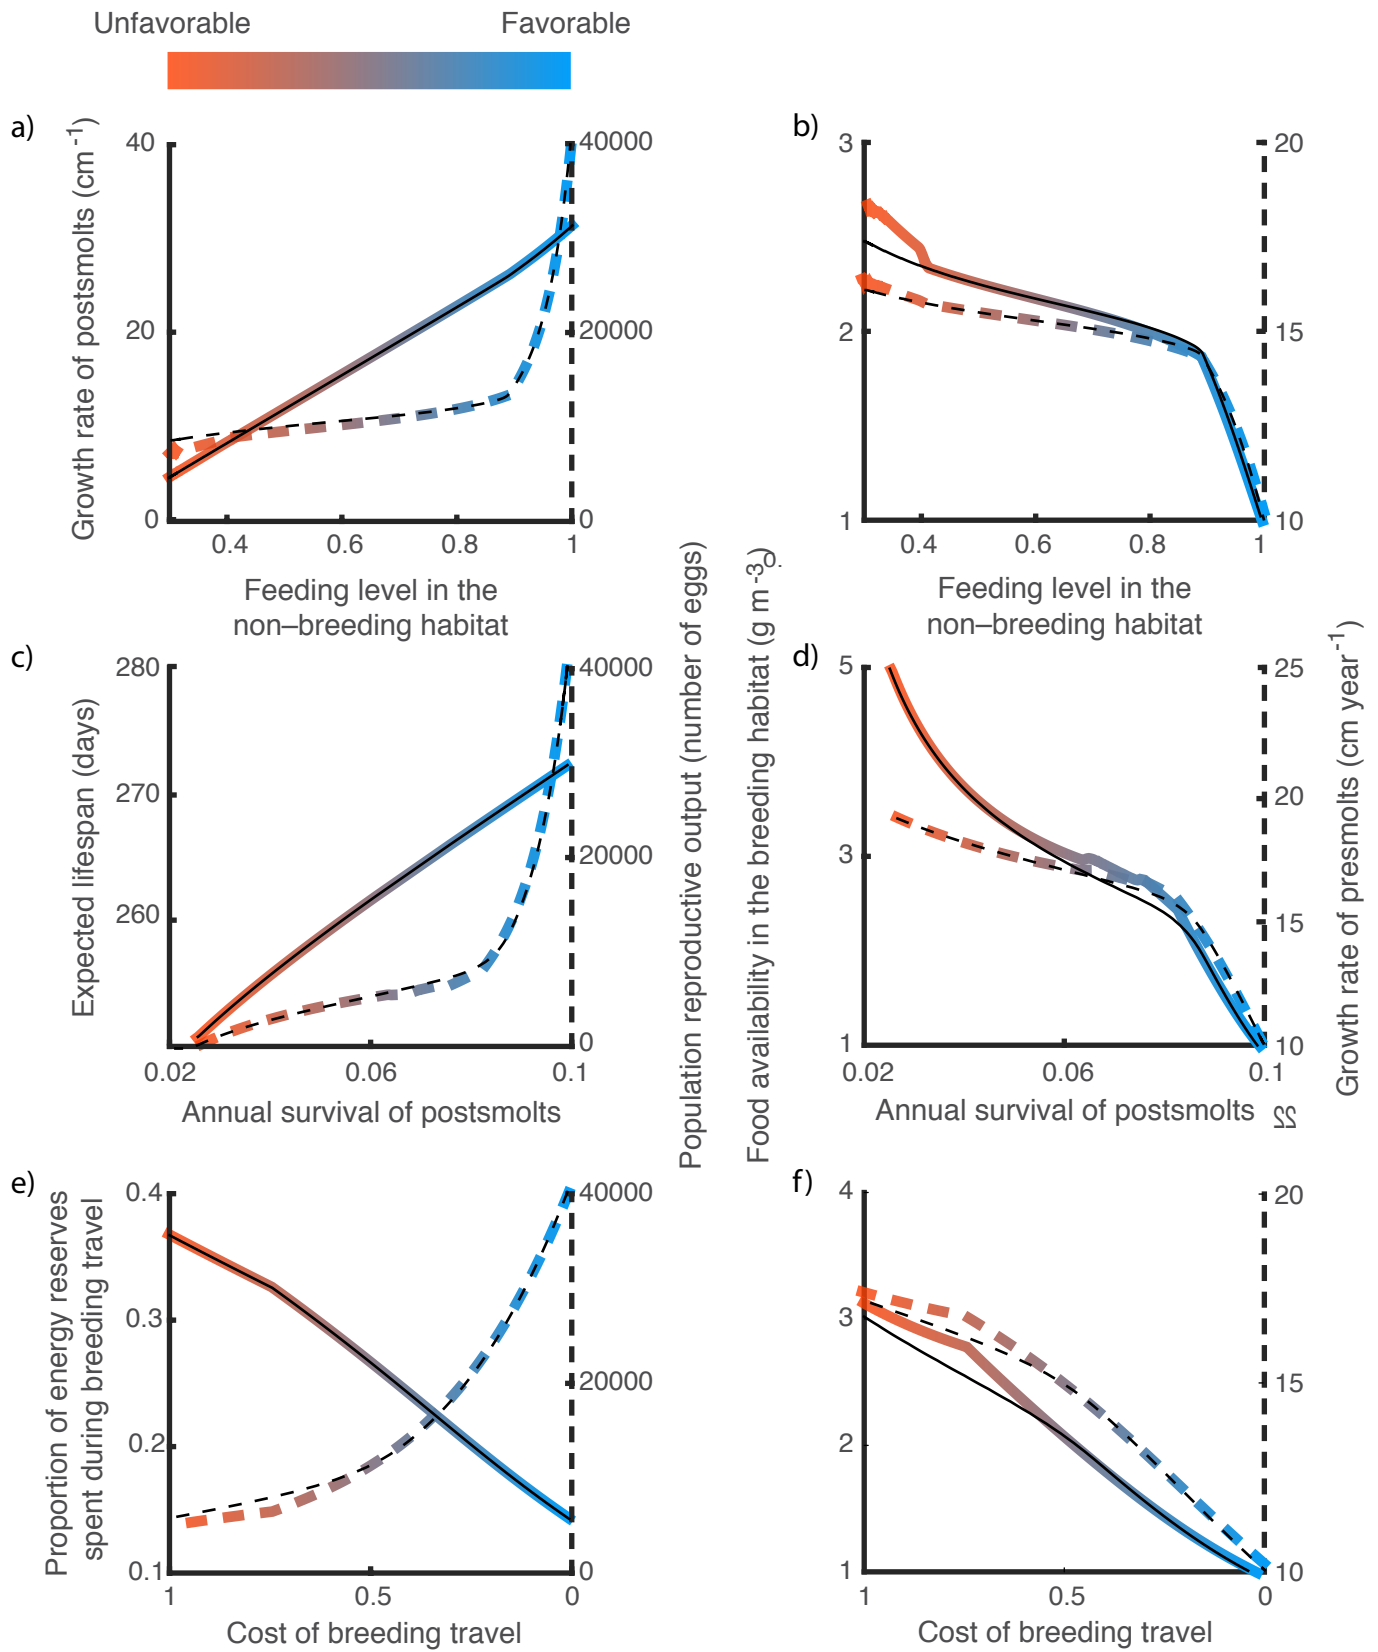 Unfavorable Favorable
a)
Growth rate of postsmolts (cm-1)
40
20
0
40000
20000
0
0.4 0.6 0.8 1
Feeding level in the
non–breeding habitat
b)
3
2
1
20
15
10
0.4 0.6 0.8 1
Feeding level in the
non–breeding habitat
Population reproductive output (number of eggs)
Food availability in the breeding habitat (g m-3)
0.
c)
Expected lifespan (days)
280
270
260
40000
20000
0
0.02 0.06 0.1
Annual survival of postsmolts
d)
5
3
1
25
20
15
10
Growth rate of presmolts (cm year-1)
0.02 0.06 0.1
Annual survival of postsmolts
22
e)
Proportion of energy reserves
spent during breeding travel
0.4
0.3
0.2
0.1
40000
20000
0
1 0.5 0
Cost of breeding travel
f)
4
3
2
1
20
15
10
1 0.5 0
Cost of breeding travel